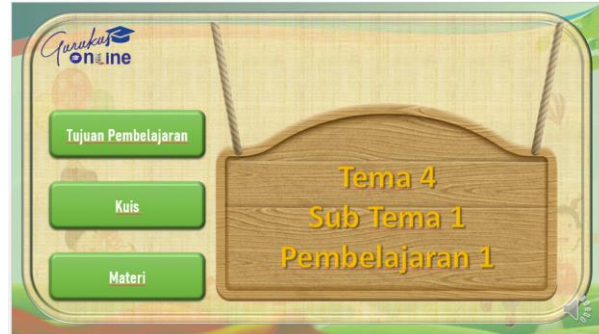 Guruku
Online
Tujuan Pembelajaran
Kuis
Materi
Tema 4
Sub Tema 1
Pembelajaran 1